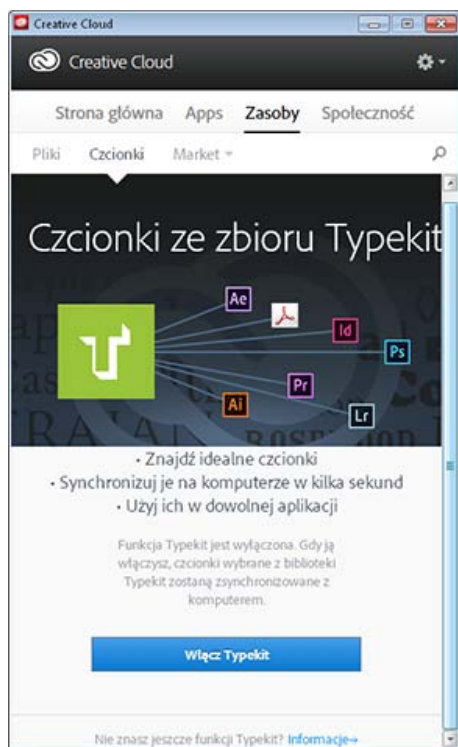 Creative Cloud
Creative Cloud
Strona główna Apps Zasoby Społeczność
Pliki Czcionki Market
Czcionki ze zbioru Typekit
Ae
Id
Ps
Pr
Ai
Lr
• Znajdź idealne czcionki
• Synchronizuj je na komputerze w kilka sekund
• Użyj ich w dowolnej aplikacji
Funkcja Typekit jest wyłączona. Gdy ją
włączysz, czcionki wybrane z biblioteki
Typekit zostaną zsynchronizowane z
komputerem.
Włącz Typekit
Nie znasz jeszcze funkcji Typekit? Informacje→